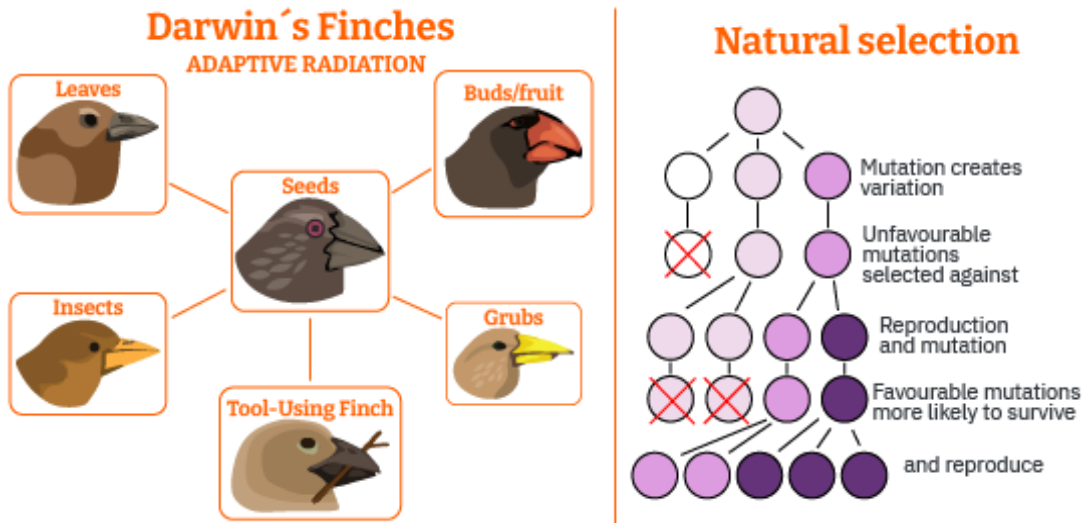 Darwin´s Finches
ADAPTIVE RADIATION
Leaves
Buds/fruit
Seeds
Insects
Grubs
Tool-Using Finch
Natural selection
Mutation creates
variation
Unfavourable
mutations
selected against
Reproduction
and mutation
Favourable mutations
more likely to survive
and reproduce